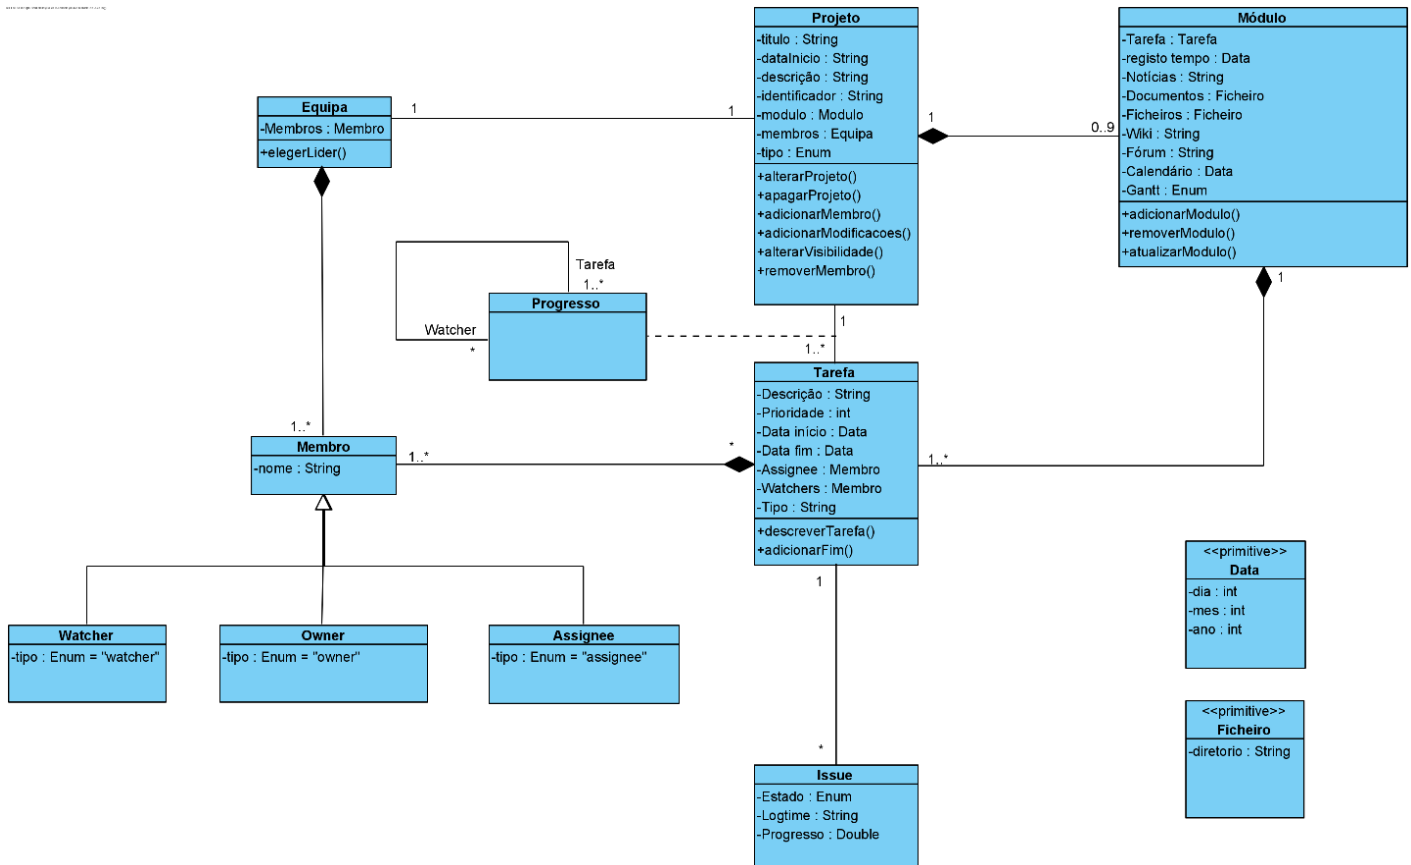 Projeto
-titulo : String
-dataInicio : String
-descrição : String
-identificador : String
-modulo : Modulo
-membros : Equipa
-tipo : Enum
+alterarProjeto()
+apagarProjeto()
+adicionarMembro()
+adicionarModificacoes()
+alterarVisibilidade()
+removerMembro()
Módulo
-Tarefa : Tarefa
-registo tempo : Data
-Notícias : String
-Documentos : Ficheiro
-Ficheiros : Ficheiro
-Wiki : String
-Fórum : String
-Calendário : Data
-Gantt : Enum
+adicionarModulo()
+removerModulo()
+atualizarModulo()
Equipa
-Membros : Membro
+elegerLider()
1
1
1
0..9
1
Tarefa
1..*
Progresso
Watcher
*
1
1..*
Tarefa
-Descrição : String
-Prioridade : int
-Data início : Data
-Data fim : Data
-Assignee : Membro
-Watchers : Membro
-Tipo : String
+descreverTarefa()
+adicionarFim()
1..*
Membro
-nome : String
1..*
*
1..*
Watcher
-tipo : Enum = "watcher"
Owner
-tipo : Enum = "owner"
Assignee
-tipo : Enum = "assignee"
1
*
Issue
-Estado : Enum
-Logtime : String
-Progresso : Double
<<primitive>>
Data
-dia : int
-mes : int
-ano : int
<<primitive>>
Ficheiro
-diretorio : String